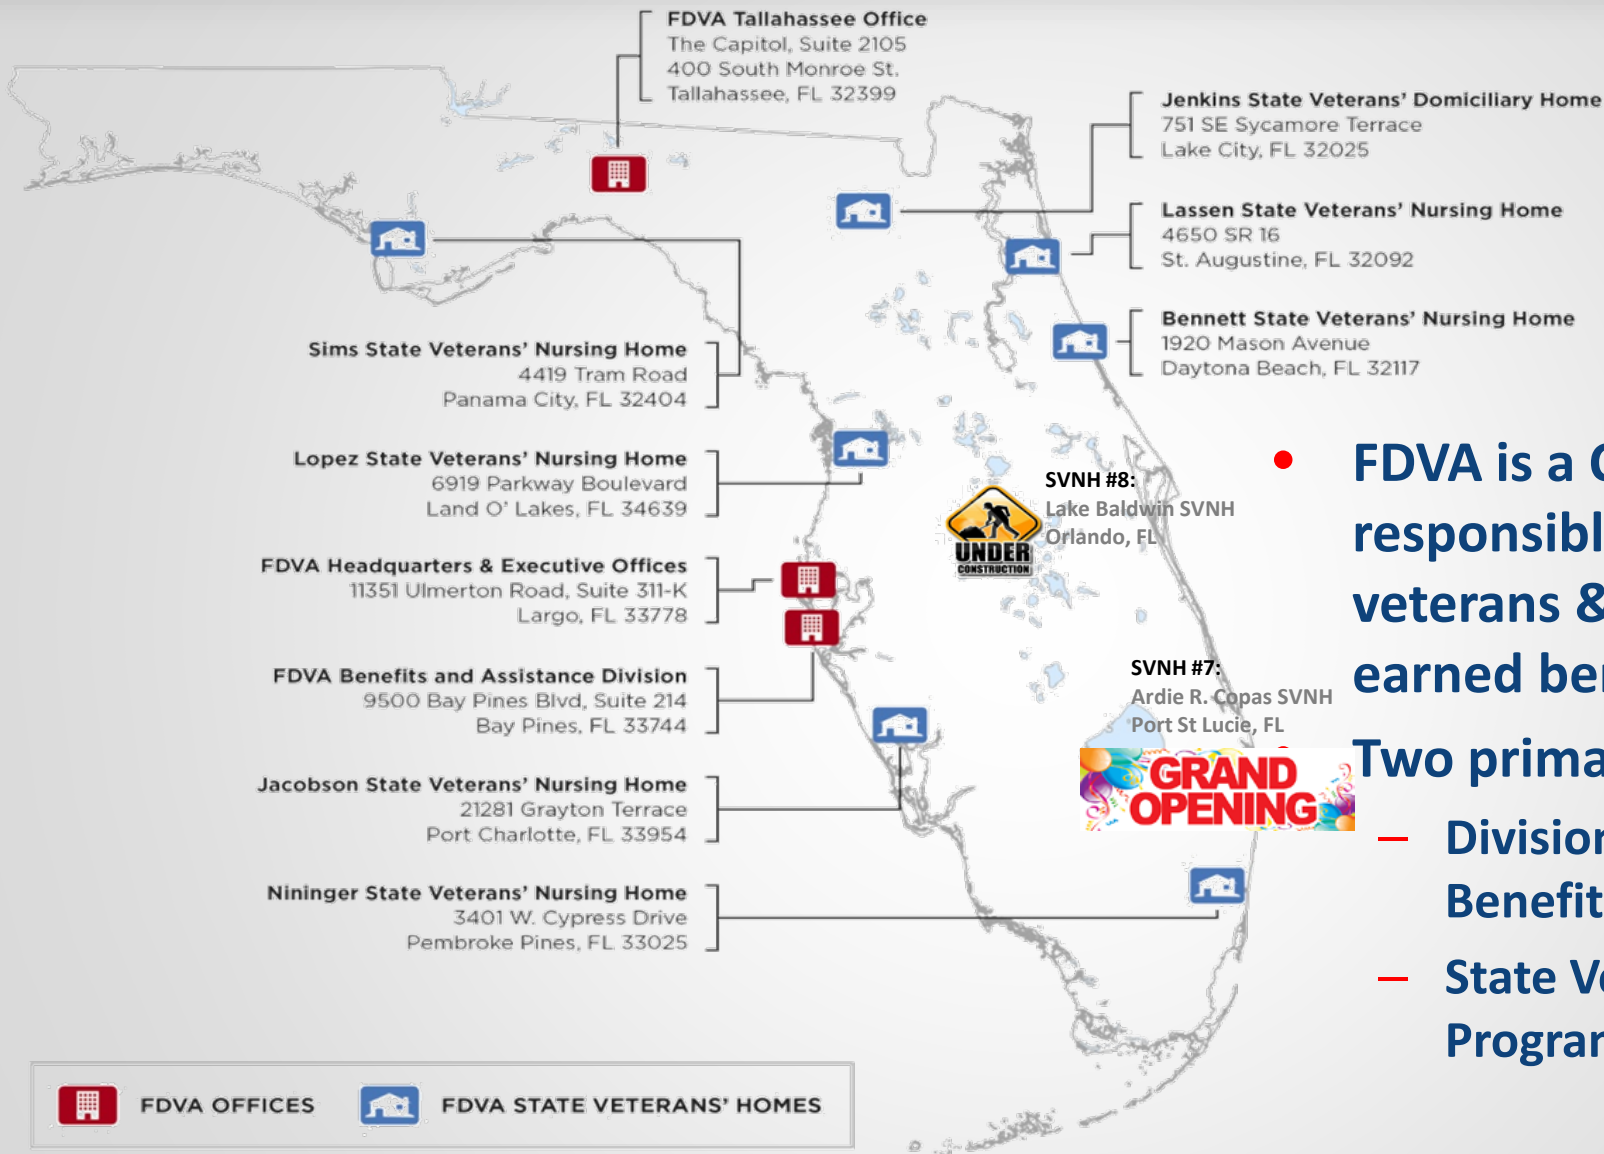 FDVA Tallahassee Office
The Capitol, Suite 2105
400 South Monroe St.
Tallahassee, FL 32399
Jenkins State Veterans' Domiciliary Home
751 SE Sycamore Terrace
Lake City, FL 32025
Lassen State Veterans' Nursing Home
4650 SR 16
St. Augustine, FL 32092
Bennett State Veterans' Nursing Home
1920 Mason Avenue
Daytona Beach, FL 32117
Sims State Veterans' Nursing Home
4419 Tram Road
Panama City, FL 32404
Lopez State Veterans' Nursing Home
6919 Parkway Boulevard
Land O' Lakes, FL 34639
FDVA Headquarters & Executive Offices
11351 Ulmerton Road, Suite 311-K
Largo, FL 33778
FDVA Benefits and Assistance Division
9500 Bay Pines Blvd, Suite 214
Bay Pines, FL 33744
Jacobson State Veterans' Nursing Home
21281 Grayton Terrace
Port Charlotte, FL 33954
Nininger State Veterans' Nursing Home
3401 W. Cypress Drive
Pembroke Pines, FL 33025
SVNH #8:
Lake Baldwin SVNH
Orlando, FL
UNDER
CONSTRUCTION
SVNH #7:
Ardie R. Copas SVNH
Port St Lucie, FL
GRAND
OPENING
• FDVA is a
responsibl
veterans &
earned be
Two prima
– Division
Benefit
– State V
Progra
FDVA OFFICES
FDVA STATE VETERANS' HOMES